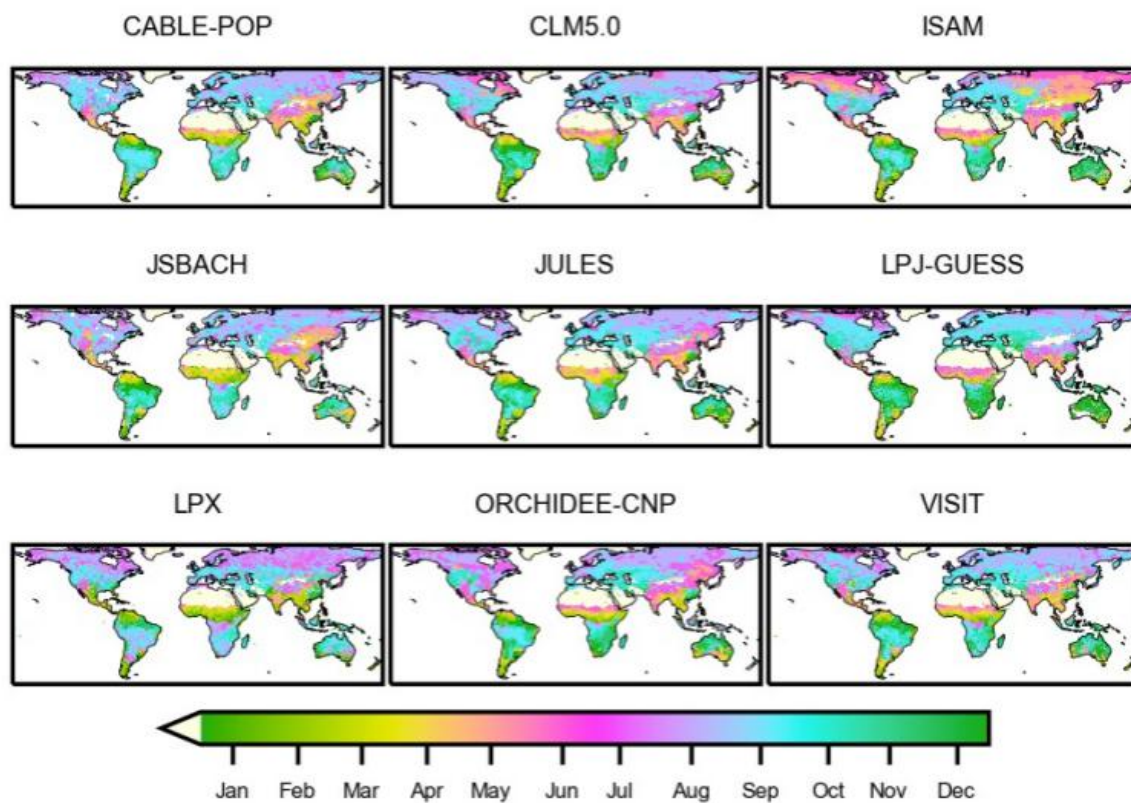 CABLE-POP CLM5.0 ISAM
JSBACH JULES LPJ-GUESS
LPX ORCHIDEE-CNP VISIT
Jan Feb Mar Apr May Jun Jul Aug Sep Oct Nov Dec